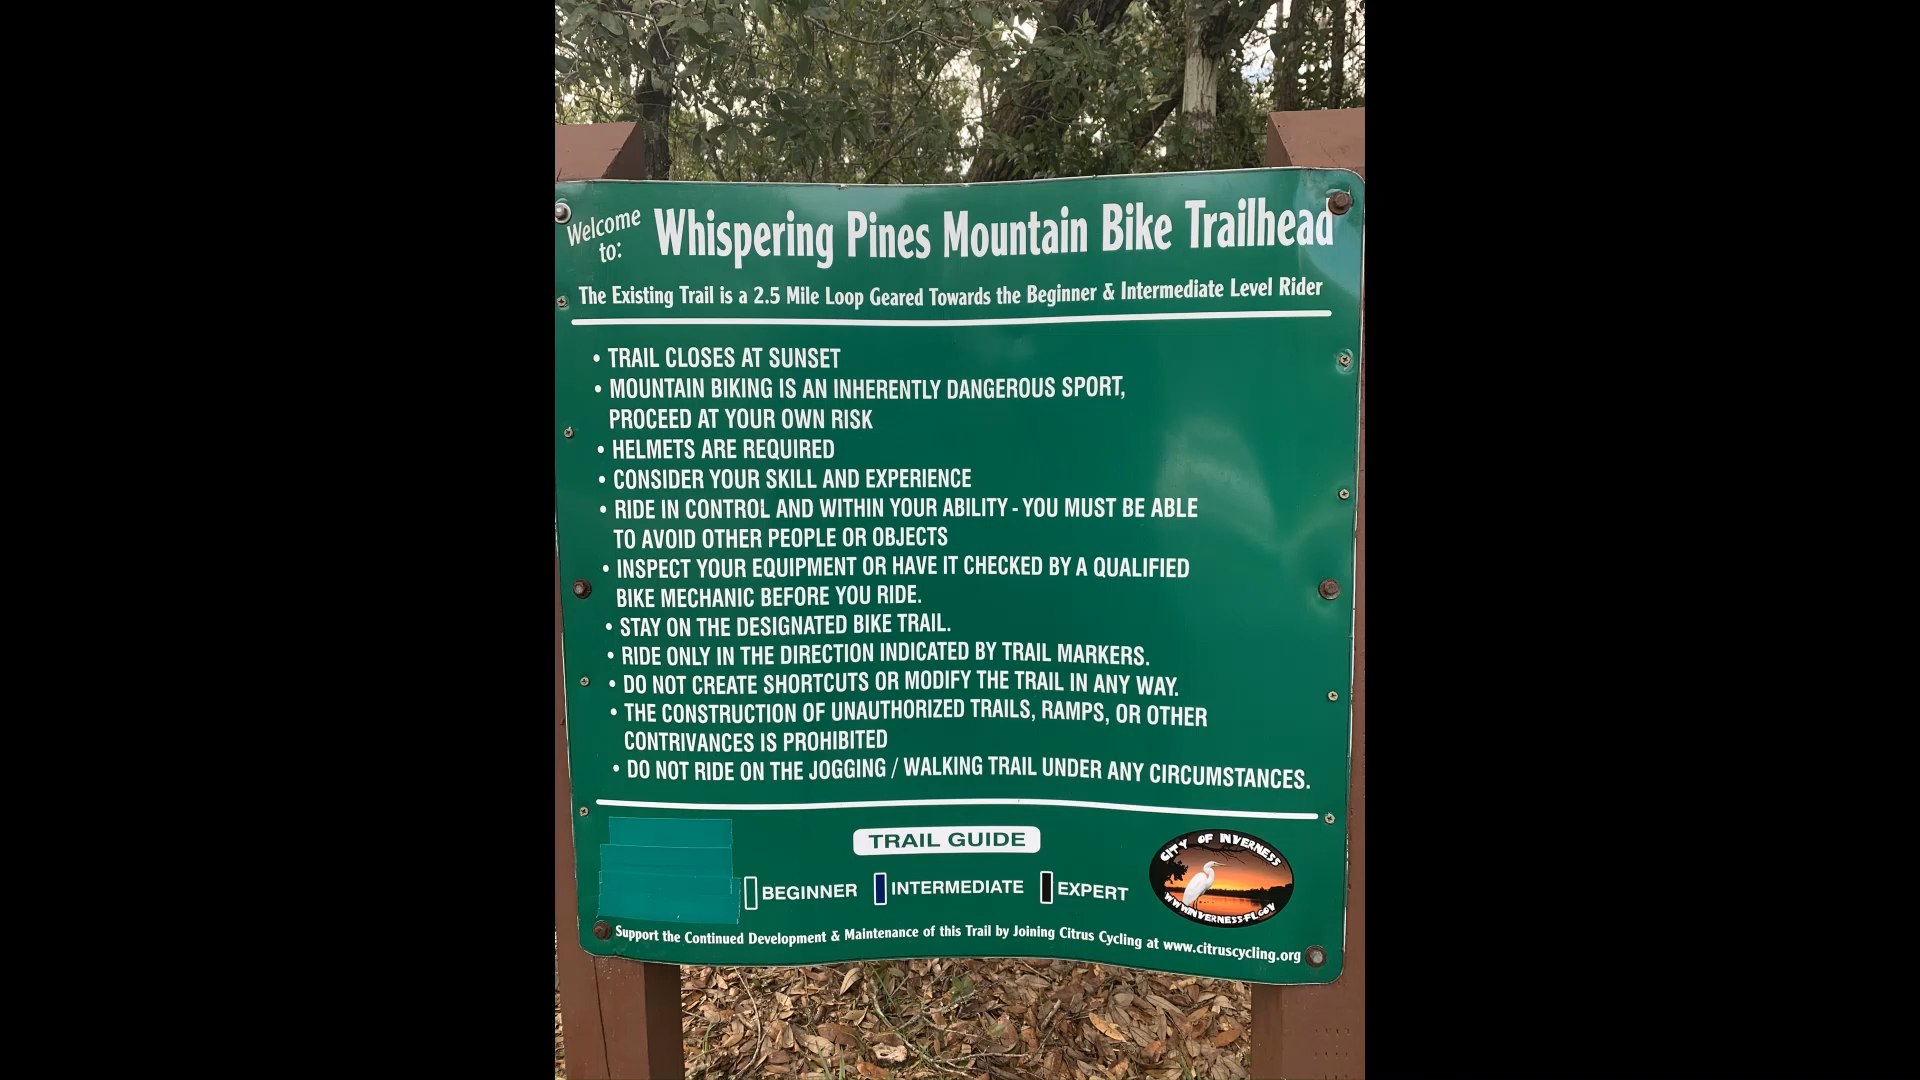 Welcome to: Whispering Pines Mountain Bike Trailhead
The Existing Trail is a 2.5 Mile Loop Geared Towards the Beginner & Intermediate Level Rider
• TRAIL CLOSES AT SUNSET
• MOUNTAIN BIKING IS AN INHERENTLY DANGEROUS SPORT,
PROCEED AT YOUR OWN RISK
• HELMETS ARE REQUIRED
• CONSIDER YOUR SKILL AND EXPERIENCE
• RIDE IN CONTROL AND WITHIN YOUR ABILITY - YOU MUST BE ABLE
TO AVOID OTHER PEOPLE OR OBJECTS
• INSPECT YOUR EQUIPMENT OR HAVE IT CHECKED BY A QUALIFIED
BIKE MECHANIC BEFORE YOU RIDE.
• STAY ON THE DESIGNATED BIKE TRAIL.
• RIDE ONLY IN THE DIRECTION INDICATED BY TRAIL MARKERS.
• DO NOT CREATE SHORTCUTS OR MODIFY THE TRAIL IN ANY WAY.
• THE CONSTRUCTION OF UNAUTHORIZED TRAILS, RAMPS, OR OTHER
CONTRIVANCES IS PROHIBITED
• DO NOT RIDE ON THE JOGGING / WALKING TRAIL UNDER ANY CIRCUMSTANCES.
TRAIL GUIDE
BEGINNER INTERMEDIATE EXPERT
CITY OF INVERNESS
WWW.INVERNESS-FL.GOV
Support the Continued Development & Maintenance of this Trail by Joining Citrus Cycling at www.citruscycling.org